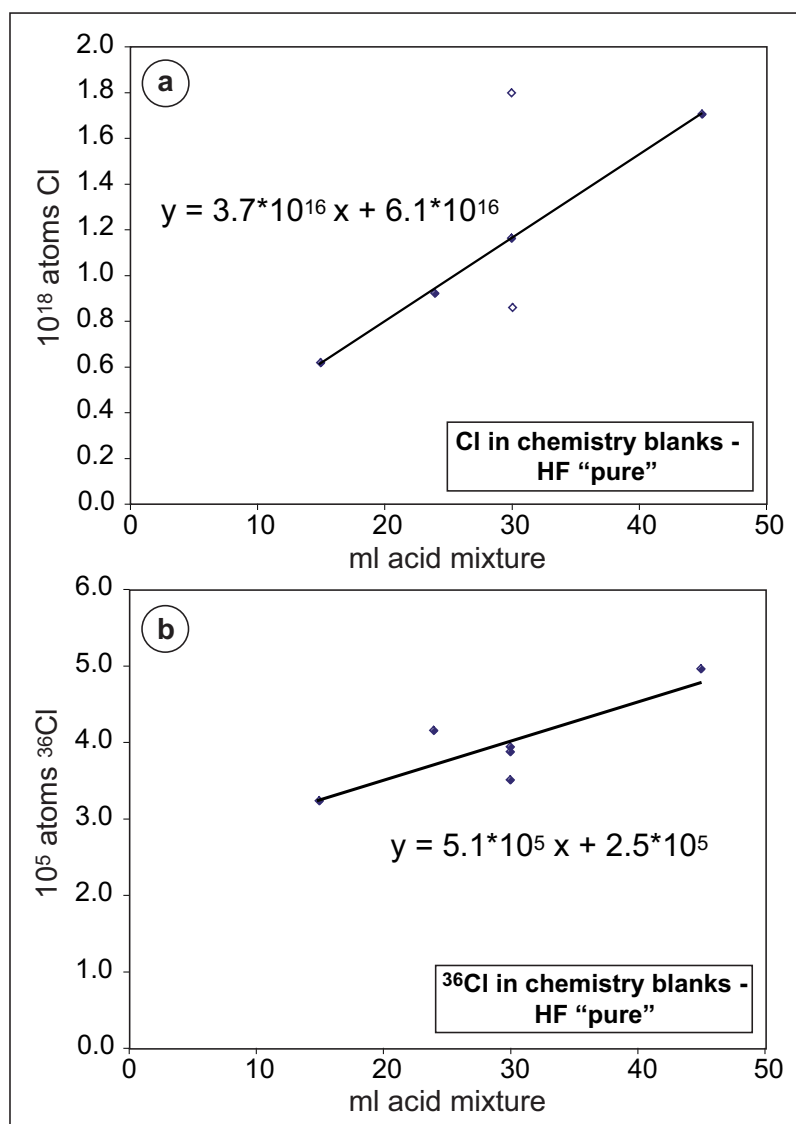 a
2.0
1.8
1.6
1.4
1.2
1.0
0.8
0.6
0.4
0.2
0.0
10¹⁸ atoms Cl
y = 3.7*10¹⁶ x + 6.1*10¹⁶
Cl in chemistry blanks -
HF “pure”
0 10 20 30 40 50
ml acid mixture
b
6.0
5.0
4.0
3.0
2.0
1.0
0.0
10⁵ atoms ³⁶Cl
y = 5.1*10⁵ x + 2.5*10⁵
³⁶Cl in chemistry blanks -
HF “pure”
0 10 20 30 40 50
ml acid mixture